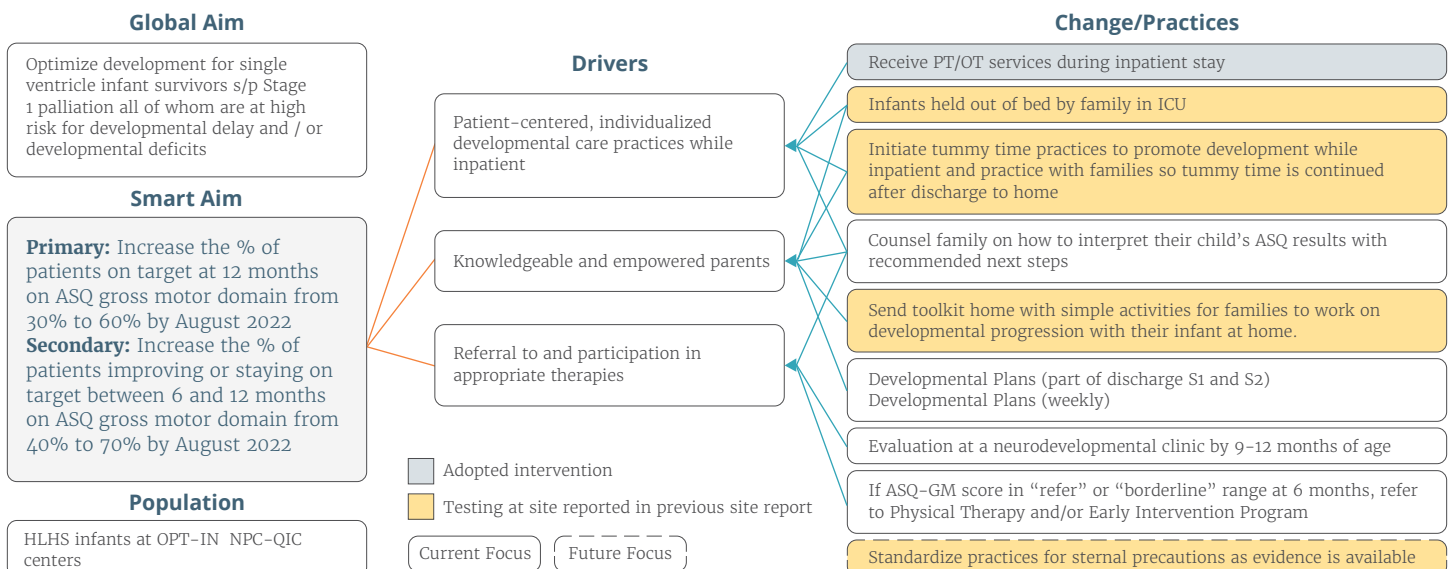 Global Aim
Optimize development for single
ventricle infant survivors s/p Stage
1 palliation all of whom are at high
risk for developmental delay and / or
developmental deficits
Smart Aim
Primary: Increase the % of
patients on target at 12 months
on ASQ gross motor domain from
30% to 60% by August 2022
Secondary: Increase the % of
patients improving or staying on
target between 6 and 12 months
on ASQ gross motor domain from
40% to 70% by August 2022
Population
HLHS infants at OPT-IN NPC-QIC
centers
Drivers
Patient-centered, individualized
developmental care practices while
inpatient
Knowledgeable and empowered parents
Referral to and participation in
appropriate therapies
Adopted intervention
Testing at site reported in previous site report
Current Focus
Future Focus
Change/Practices
Receive PT/OT services during inpatient stay
Infants held out of bed by family in ICU
Initiate tummy time practices to promote development while
inpatient and practice with families so tummy time is continued
after discharge to home
Counsel family on how to interpret their child's ASQ results with
recommended next steps
Send toolkit home with simple activities for families to work on
developmental progression with their infant at home.
Developmental Plans (part of discharge S1 and S2)
Developmental Plans (weekly)
Evaluation at a neurodevelopmental clinic by 9-12 months of age
If ASQ-GM score in "refer" or "borderline" range at 6 months, refer
to Physical Therapy and/or Early Intervention Program
Standardize practices for sternal precautions as evidence is available